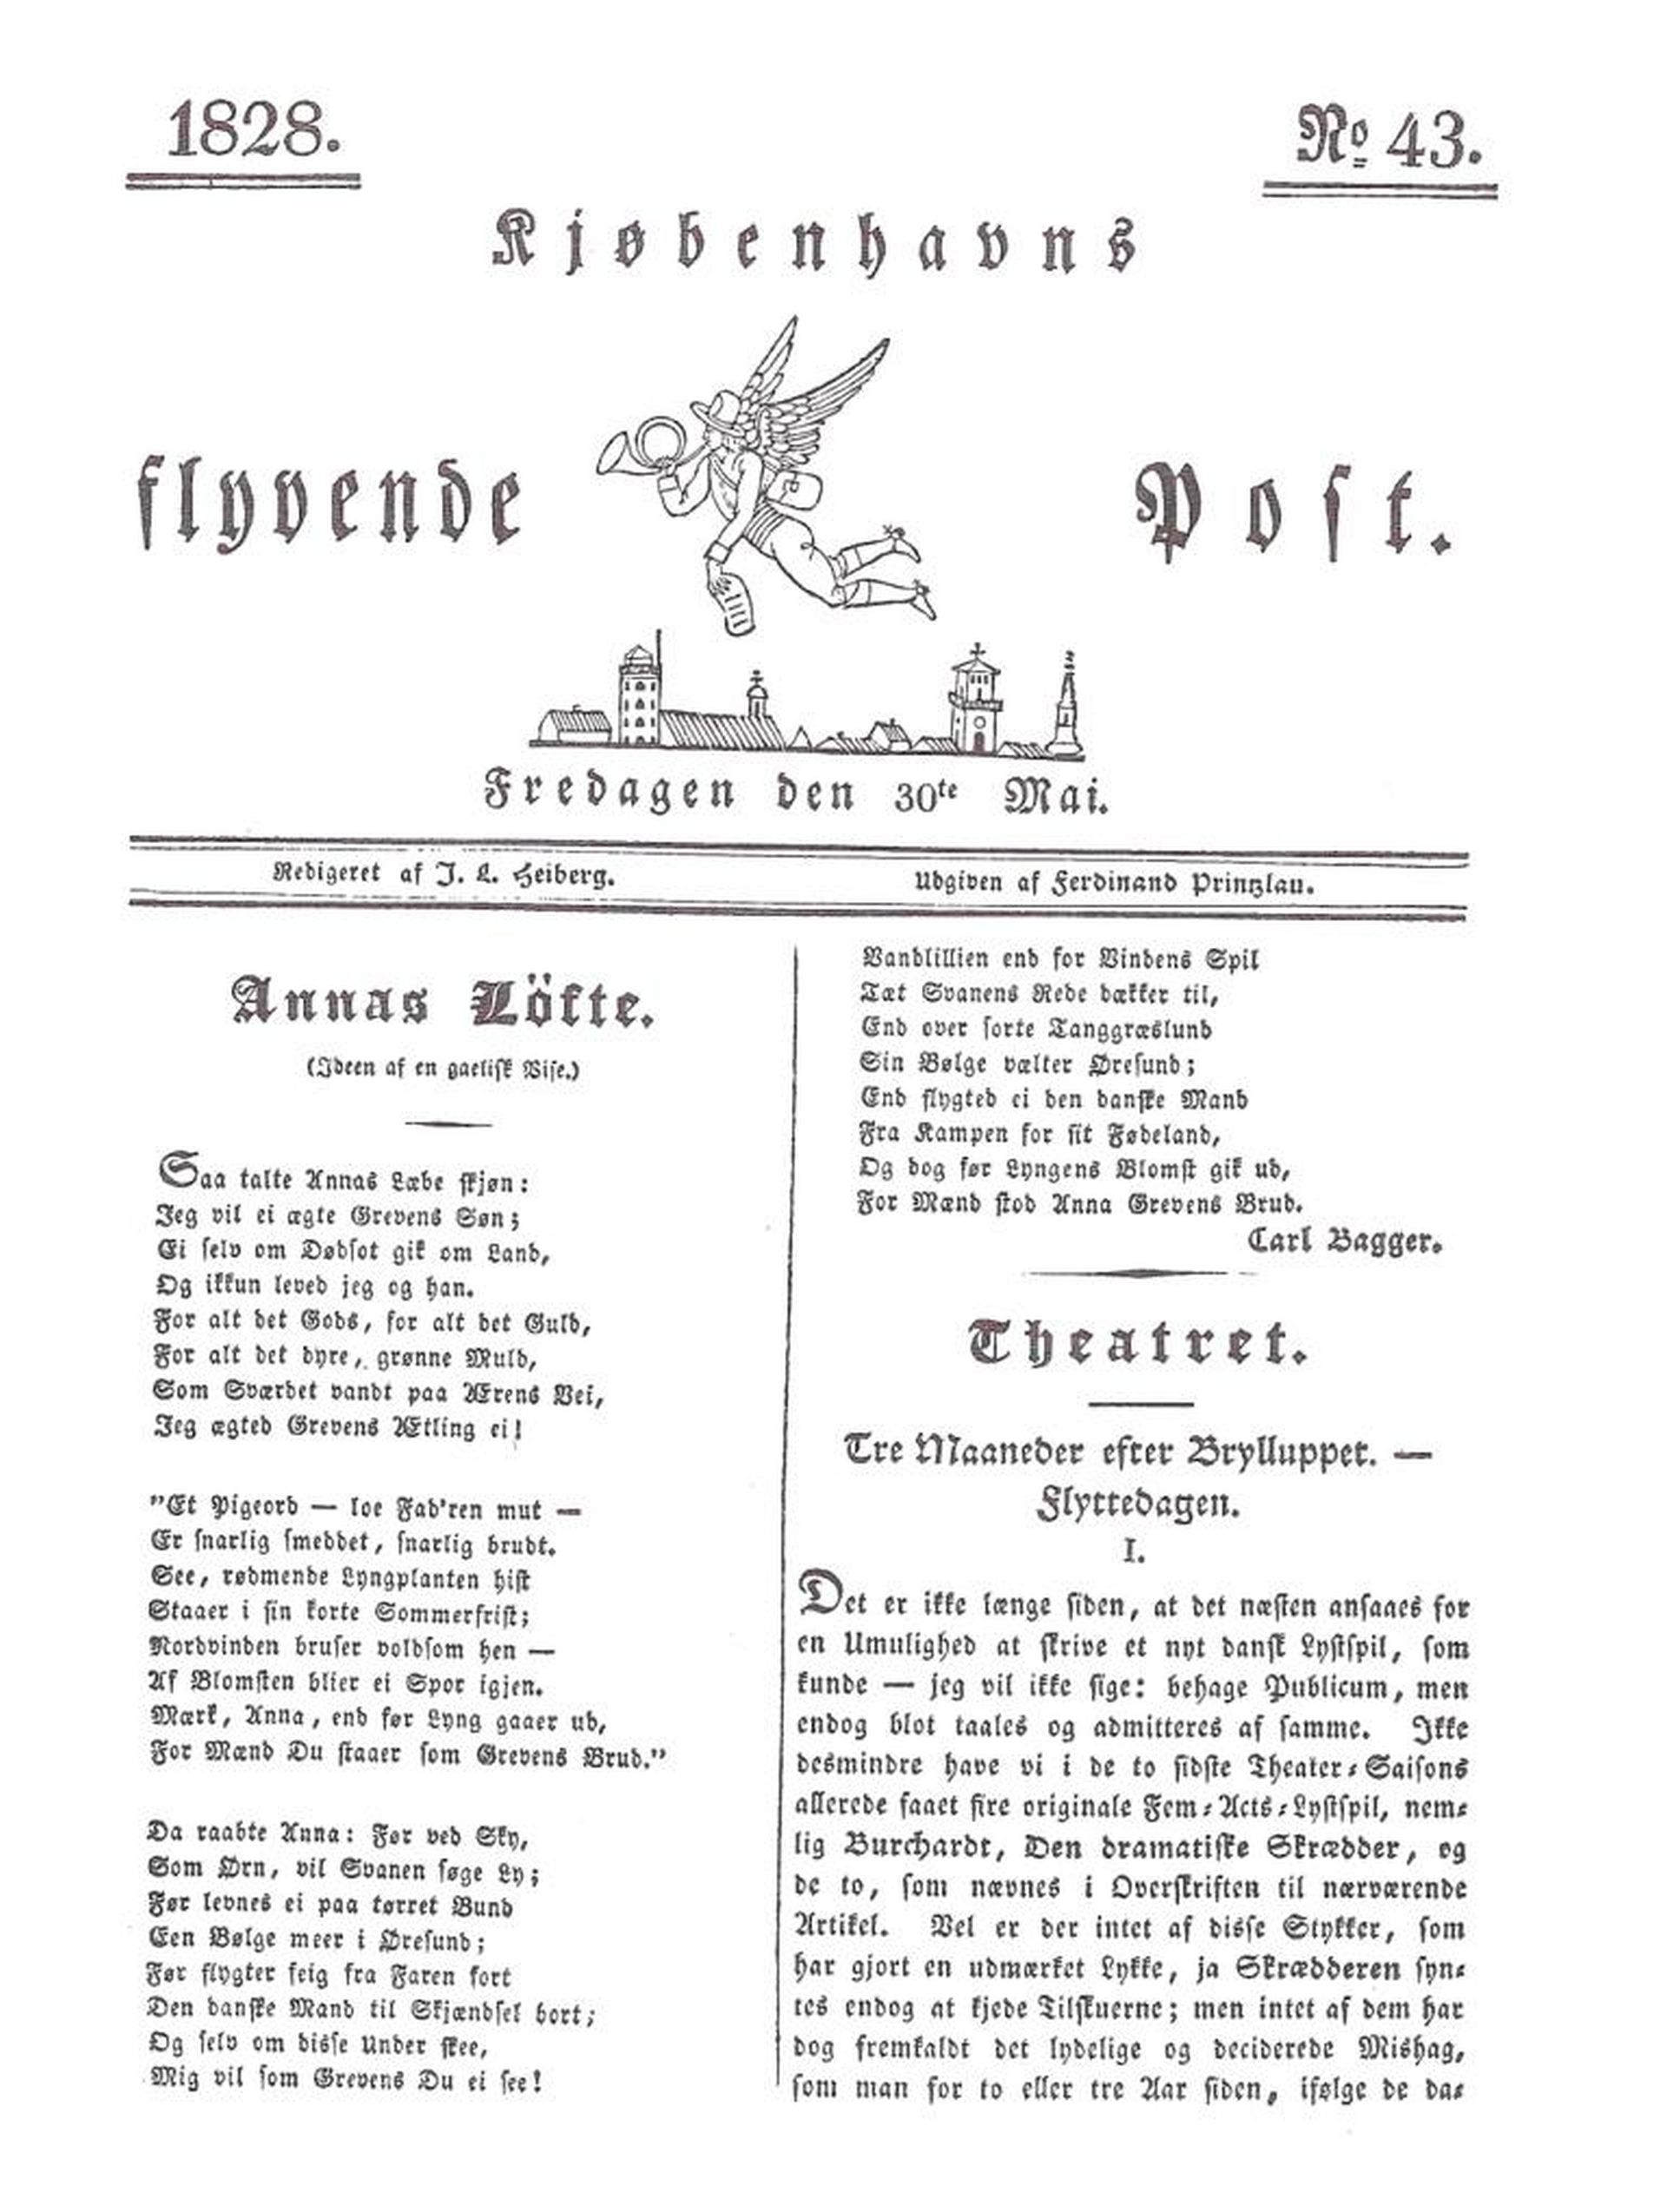 1828.
No 43.
Kjøbenhavns
flyvende Post.
Fredagen den 30te Mai.
Redigeret af J. L. Heiberg. Udgiven af Ferdinand Printzlau.
Annas Löfte.
(Ideen af en gaelisk Vise.)
Saa talte Annas Læbe skjøn:
Jeg vil ei ægte Grevens Søn;
Ei selv om Dødsot gik om Land,
Og ikkun leved jeg og han.
For alt det Gods, for alt det Guld,
For alt det dyre, grønne Muld,
Som Sværdet vandt paa Ærens Vei,
Jeg ægted Grevens Ætling ei!
"Et Pigeord — loe Fad'ren mut —
Er snarlig smeddet, snarlig brudt.
See, rødmende Lyngplanten hist
Staaer i sin korte Sommerfrist;
Nordvinden bruser voldsom hen —
Af Blomsten blier ei Spor igjen.
Mærk, Anna, end før Lyng gaaer ud,
For Mænd Du staaer som Grevens Brud."
Da raabte Anna: Før ved Sky,
Som Ørn, vil Svanen søge Ly;
Før levnes ei paa tørret Bund
Een Bølge meer i Øresund;
Før flygter feig fra Faren fort
Den danske Mand til Skjændsel bort;
Og selv om disse Under skee,
Mig vil som Grevens Du ei see!
Vandlillien end for Vindens Spil
Tæt Svanens Rede dækker til,
End over sorte Tanggræslund
Sin Bølge vælter Øresund;
End flygted ei den danske Mand
Fra Kampen for sit Fødeland,
Og dog før Lyngens Blomst gik ud,
For Mænd stod Anna Grevens Brud.
Carl Bagger.
Theatret.
Tre Maaneder efter Brylluppet. —
Flyttedagen.
I.
Det er ikke længe siden, at det næsten ansaaes for
en Umulighed at skrive et nyt dansk Lystspil, som
kunde — jeg vil ikke sige: behage Publicum, men
endog blot taales og admitteres af samme. Ikke
desmindre have vi i de to sidste Theater-Saisons
allerede faaet fire originale Fem-Acts-Lystspil, nem-
lig Burchardt, Den dramatiske Skrædder, og
de to, som nævnes i Overskriften til nærværende
Artikel. Vel er der intet af disse Stykker, som
har gjort en udmærket Lykke, ja Skrædderen syn-
tes endog at kjede Tilskuerne; men intet af dem har
dog fremkaldt det lydelige og deciderede Mishag,
som man for to eller tre Aar siden, ifølge de da-